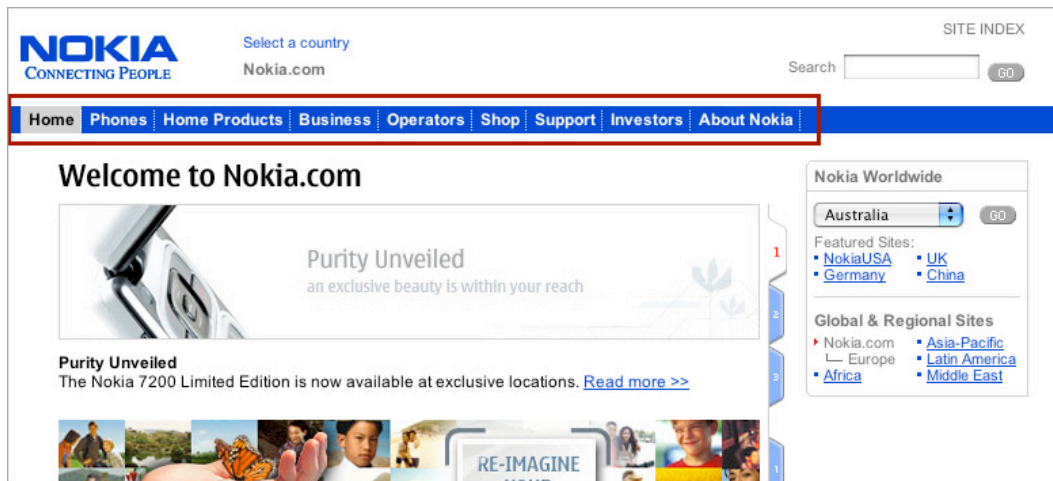 NOKIA
CONNECTING PEOPLE
Select a country
Nokia.com
SITE INDEX
Search GO
Home Phones Home Products Business Operators Shop Support Investors About Nokia
Welcome to Nokia.com
Purity Unveiled
an exclusive beauty is within your reach
1
2
3
Purity Unveiled
The Nokia 7200 Limited Edition is now available at exclusive locations. Read more >>
RE-IMAGINE
1
Nokia Worldwide
Australia GO
Featured Sites:
NokiaUSA UK
Germany China
Global & Regional Sites
Nokia.com Asia-Pacific
Europe Latin America
Africa Middle East